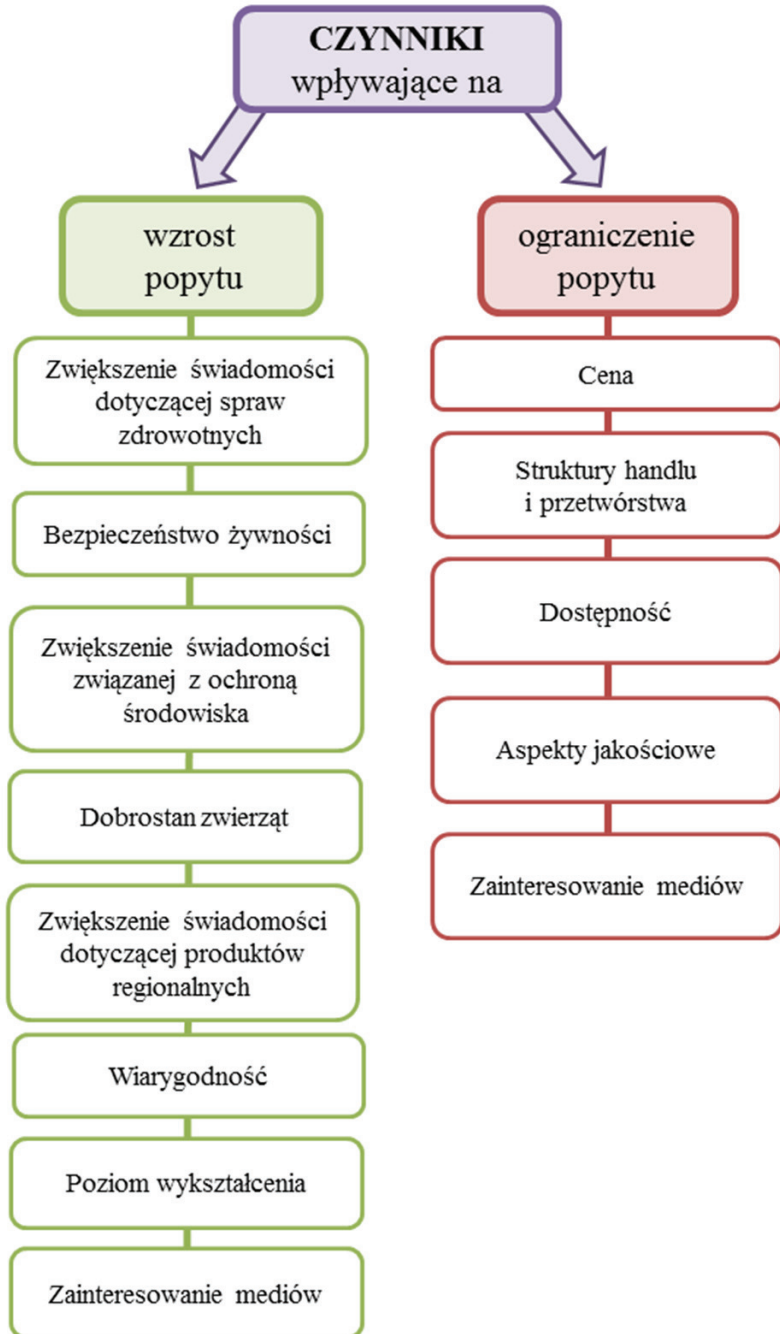 CZYNNIKI
wpływające na
wzrost
popytu
Zwiększenie świadomości
dotyczącej spraw
zdrowotnych
Bezpieczeństwo żywności
Zwiększenie świadomości
związanej z ochroną
środowiska
Dobrostan zwierząt
Zwiększenie świadomości
dotyczącej produktów
regionalnych
Wiarygodność
Poziom wykształcenia
Zainteresowanie mediów
ograniczenie
popytu
Cena
Struktury handlu
i przetwórstwa
Dostępność
Aspekty jakościowe
Zainteresowanie mediów